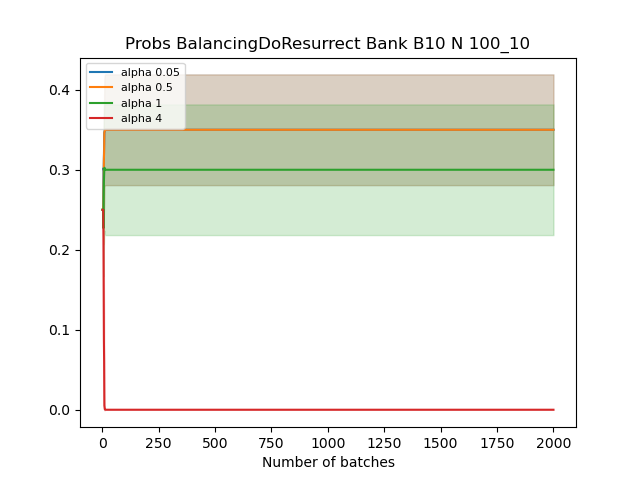 Probs BalancingDoResurrect Bank B10 N 100_10
alpha 0.05
alpha 0.5
alpha 1
alpha 4
0.4
0.3
0.2
0.1
0.0
0 250 500 750 1000 1250 1500 1750 2000
Number of batches